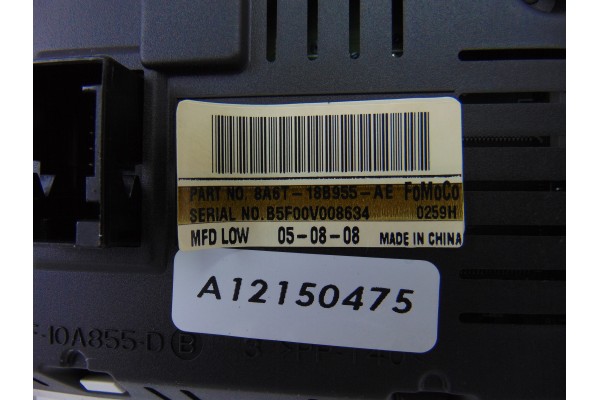 PART NO. 8A6T-18B955-AE FoMoCo
SERIAL NO. B5F00V008634 0259H
MFD LOW 05-08-08 MADE IN CHINA
A12150475
-10A855-D B